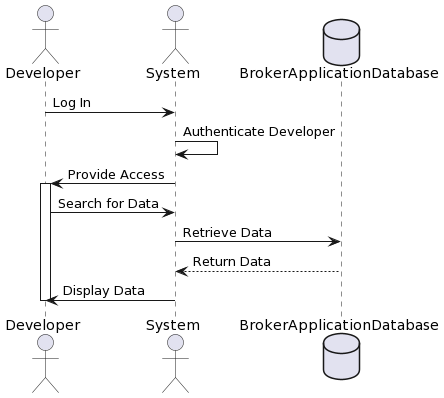 Developer
System
BrokerApplicationDatabase
Log In
Authenticate Developer
Provide Access
Search for Data
Retrieve Data
Return Data
Display Data
Developer
System
BrokerApplicationDatabase